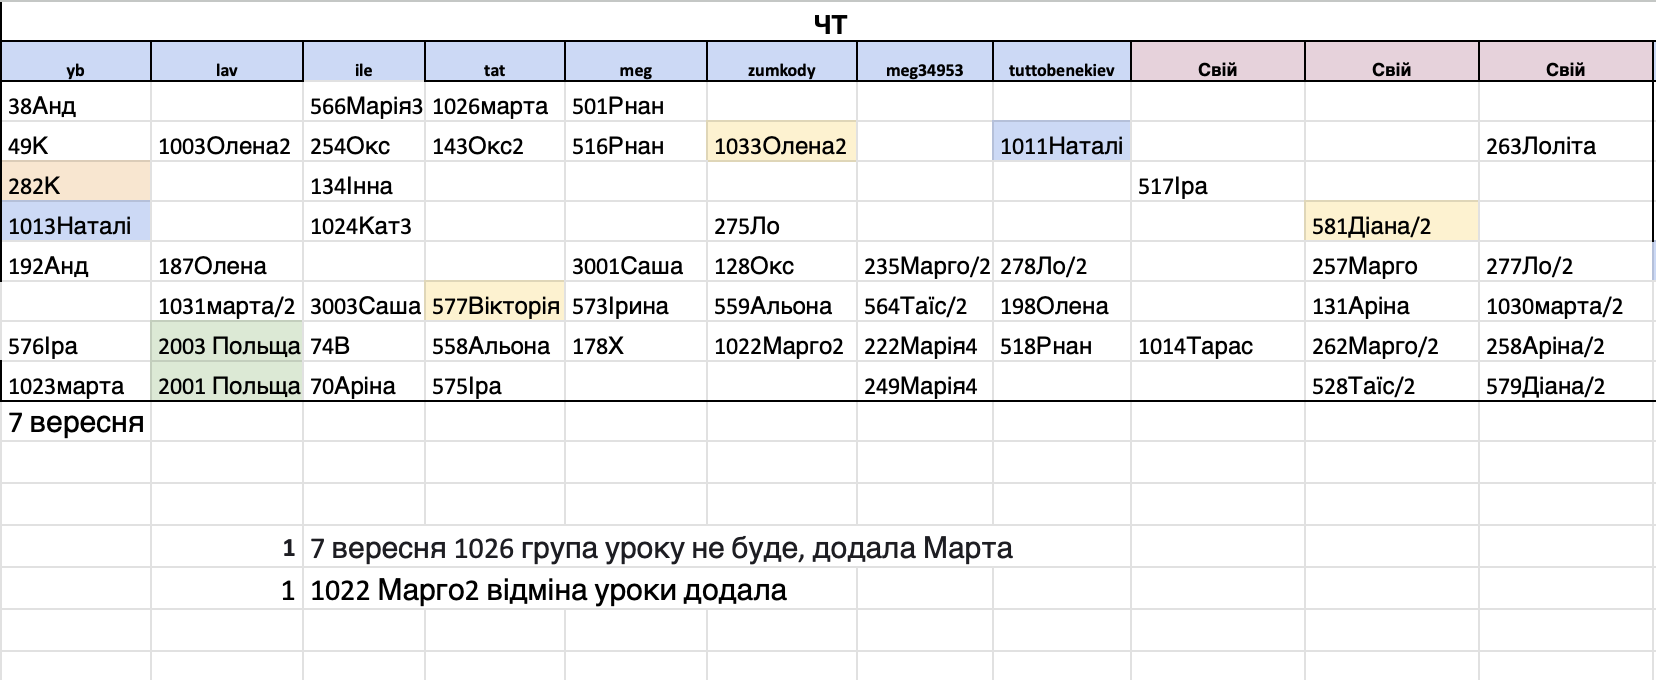 ЧТ
yb lav ile tat meg zumkody meg34953 tuttobenekiev Свій Свій Свій
38Анд 566Марія3 1026марта 501Рнан
49К 1003Олена2 254Окс 143Окс2 516Рнан 1033Олена2 1011Наталі 263Лоліта
282К 134Інна 517Іра
1013Наталі 1024Кат3 275Ло 581Діана/2
192Анд 187Олена 3001Саша 128Окс 235Марго/2 278Ло/2 257Марго 277Ло/2
1031марта/2 3003Саша 577Вікторія 573Ірина 559Альона 564Таїс/2 198Олена 131Аріна 1030марта/2
576Іра 2003 Польща 74В 558Альона 178Х 1022Марго2 222Марія4 518Рнан 1014Тарас 262Марго/2 258Аріна/2
1023марта 2001 Польща 70Аріна 575Іра 249Марія4 528Таїс/2 579Діана/2
7 вересня
1 7 вересня 1026 група уроку не буде, додала Марта
1 1022 Марго2 відміна уроки додала